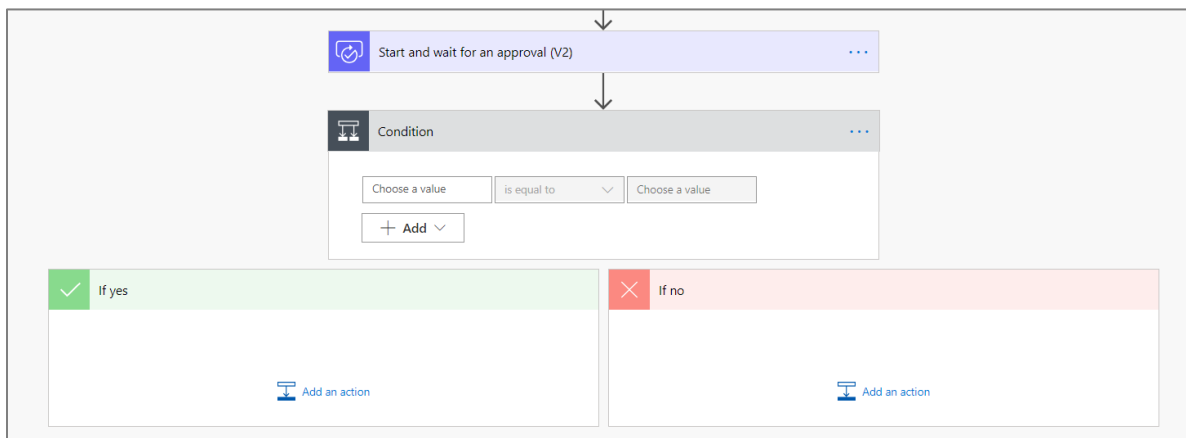 Start and wait for an approval (V2)
Condition
Choose a value is equal to Choose a value
Add
If yes If no
Add an action Add an action